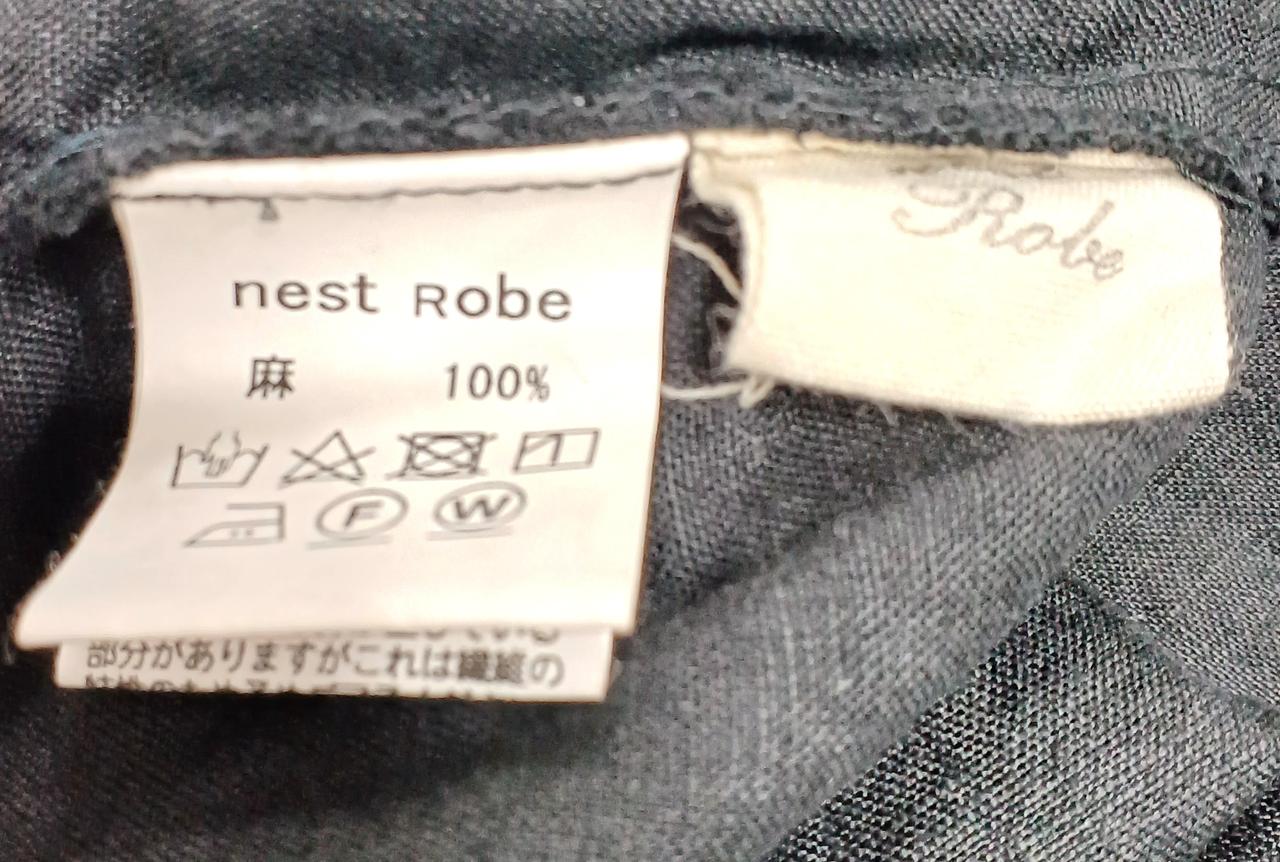 nest Robe
麻 100%
F W
部分がありますがこれは繊維の
Robe